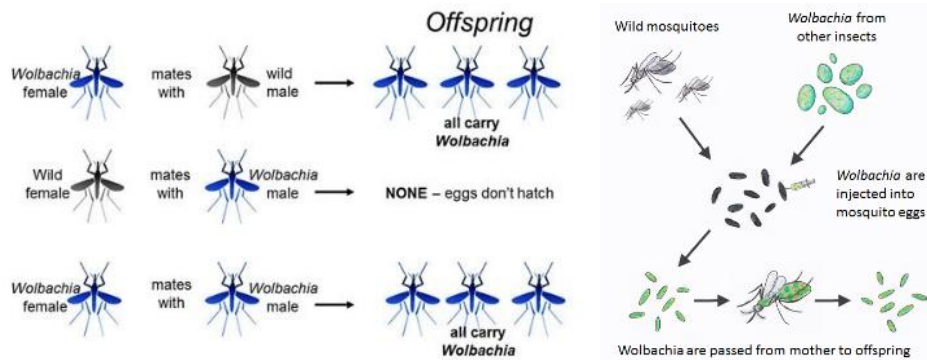 Offspring
Wolbachia
female
mates
with
wild
male
all carry
Wolbachia
Wild
female
mates
with
Wolbachia
male
NONE – eggs don't hatch
Wolbachia
female
mates
with
Wolbachia
male
all carry
Wolbachia
Wild mosquitoes
Wolbachia from
other insects
Wolbachia are
injected into
mosquito eggs
Wolbachia are passed from mother to offspring